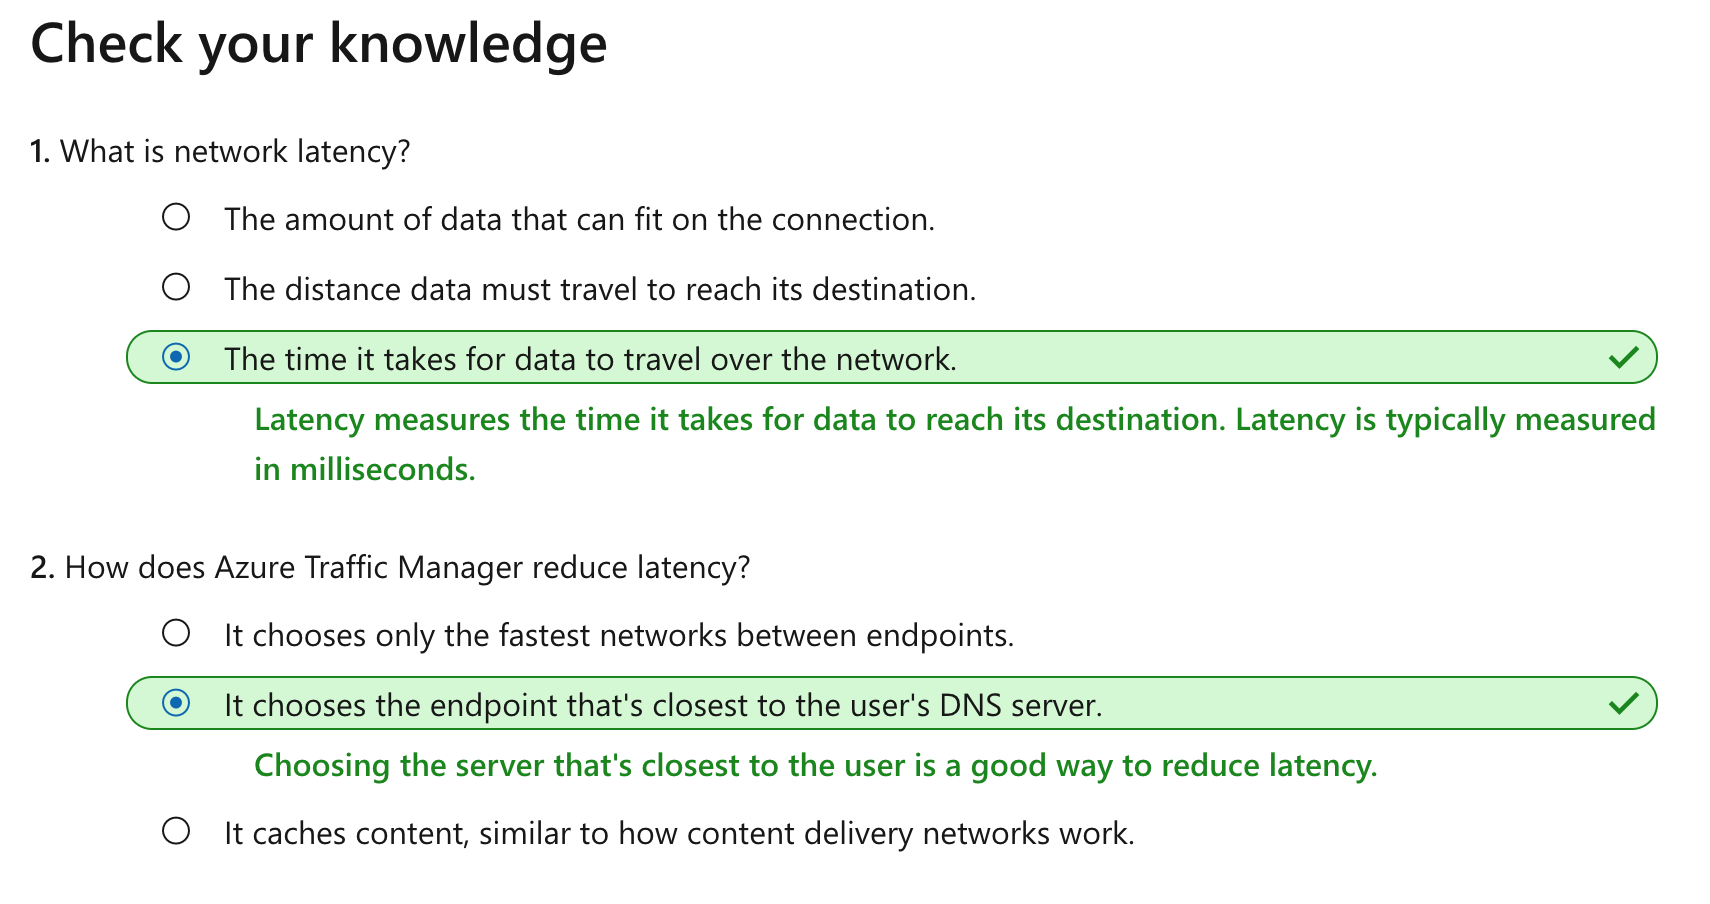 Check your knowledge
1. What is network latency?
The amount of data that can fit on the connection.
The distance data must travel to reach its destination.
The time it takes for data to travel over the network.
Latency measures the time it takes for data to reach its destination. Latency is typically measured
in milliseconds.
2. How does Azure Traffic Manager reduce latency?
It chooses only the fastest networks between endpoints.
It chooses the endpoint that's closest to the user's DNS server.
Choosing the server that's closest to the user is a good way to reduce latency.
It caches content, similar to how content delivery networks work.